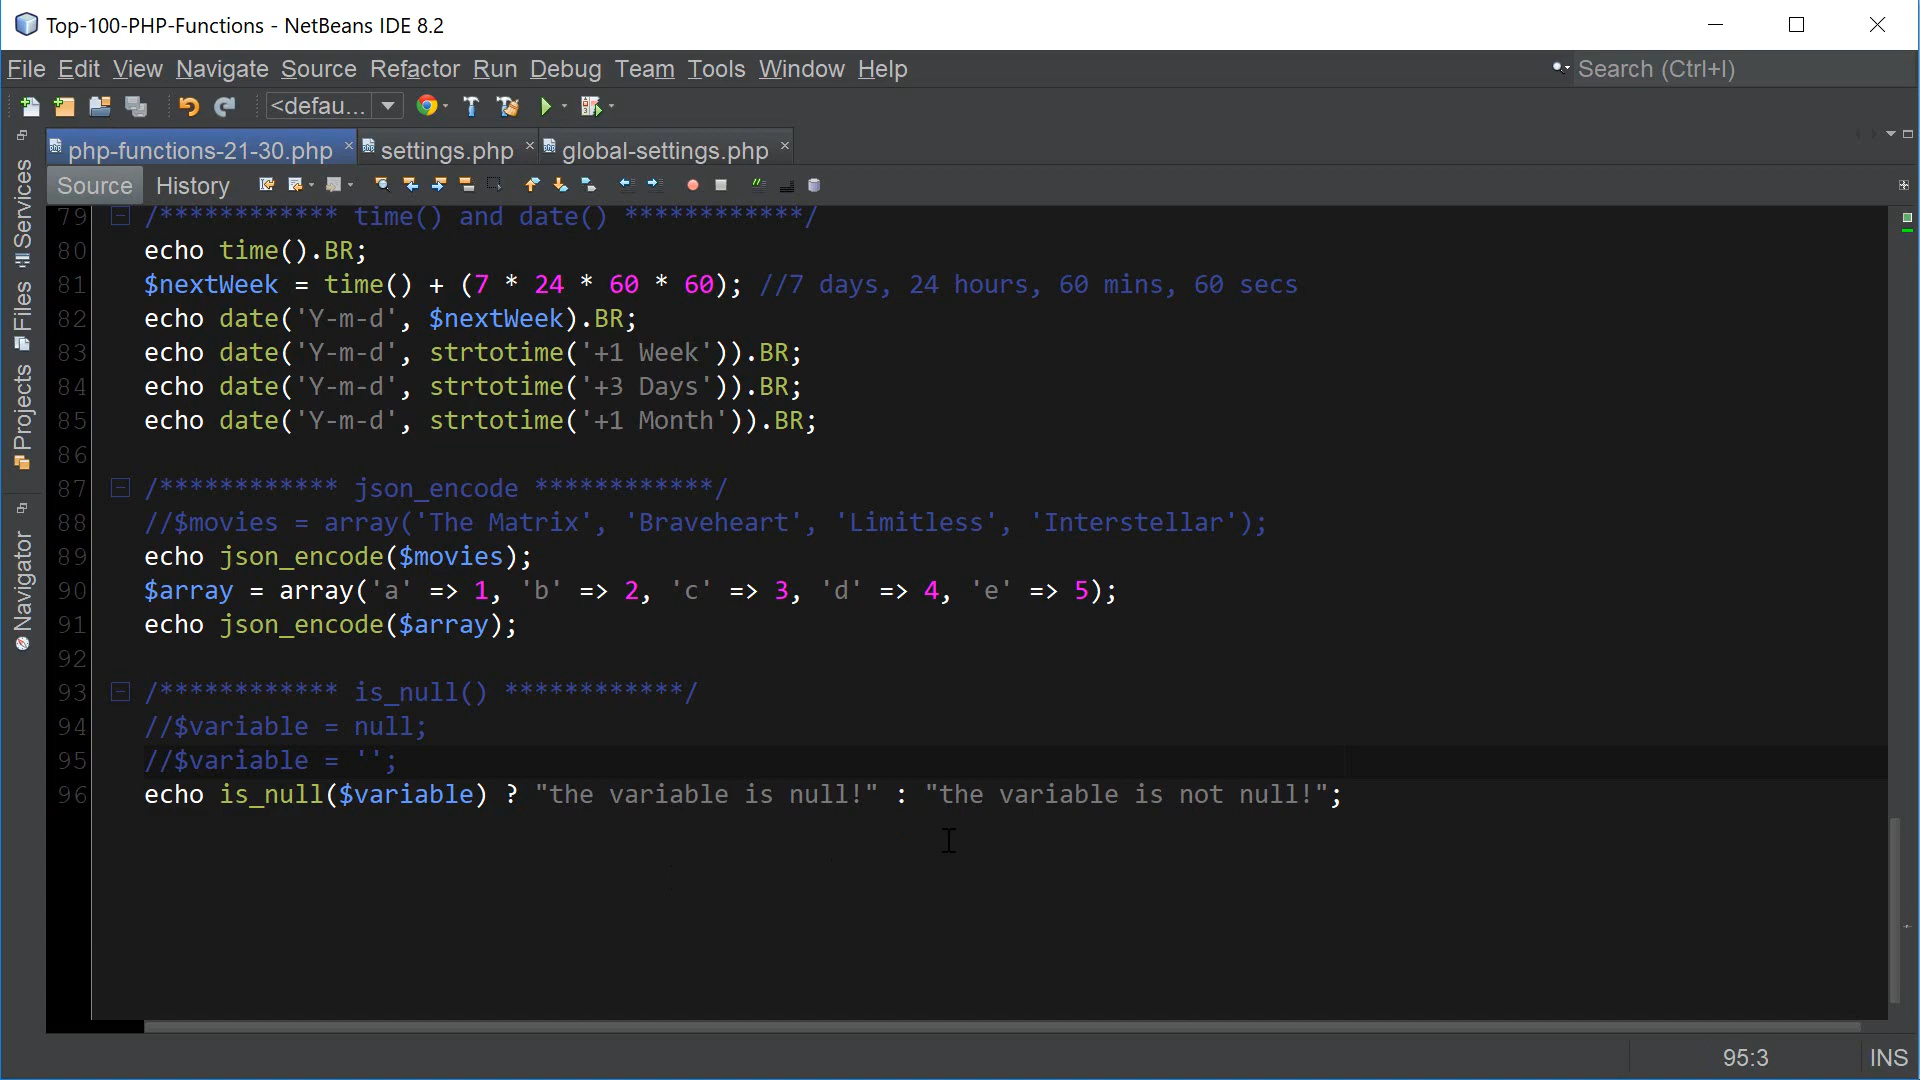 Top-100-PHP-Functions - NetBeans IDE 8.2
File Edit View Navigate Source Refactor Run Debug Team Tools Window Help
Search (Ctrl+I)
<defau...
php-functions-21-30.php
settings.php
global-settings.php
Source History
Services
Files
Projects
Navigator
79 /************ time() and date() ************/
80 echo time().BR;
81 $nextWeek = time() + (7 * 24 * 60 * 60); //7 days, 24 hours, 60 mins, 60 secs
82 echo date('Y-m-d', $nextWeek).BR;
83 echo date('Y-m-d', strtotime('+1 Week')).BR;
84 echo date('Y-m-d', strtotime('+3 Days')).BR;
85 echo date('Y-m-d', strtotime('+1 Month')).BR;
86
87 /************ json_encode ************/
88 //$movies = array('The Matrix', 'Braveheart', 'Limitless', 'Interstellar');
89 echo json_encode($movies);
90 $array = array('a' => 1, 'b' => 2, 'c' => 3, 'd' => 4, 'e' => 5);
91 echo json_encode($array);
92
93 /************ is_null() ************/
94 //$variable = null;
95 //$variable = '';
96 echo is_null($variable) ? "the variable is null!" : "the variable is not null!";
95:3
INS